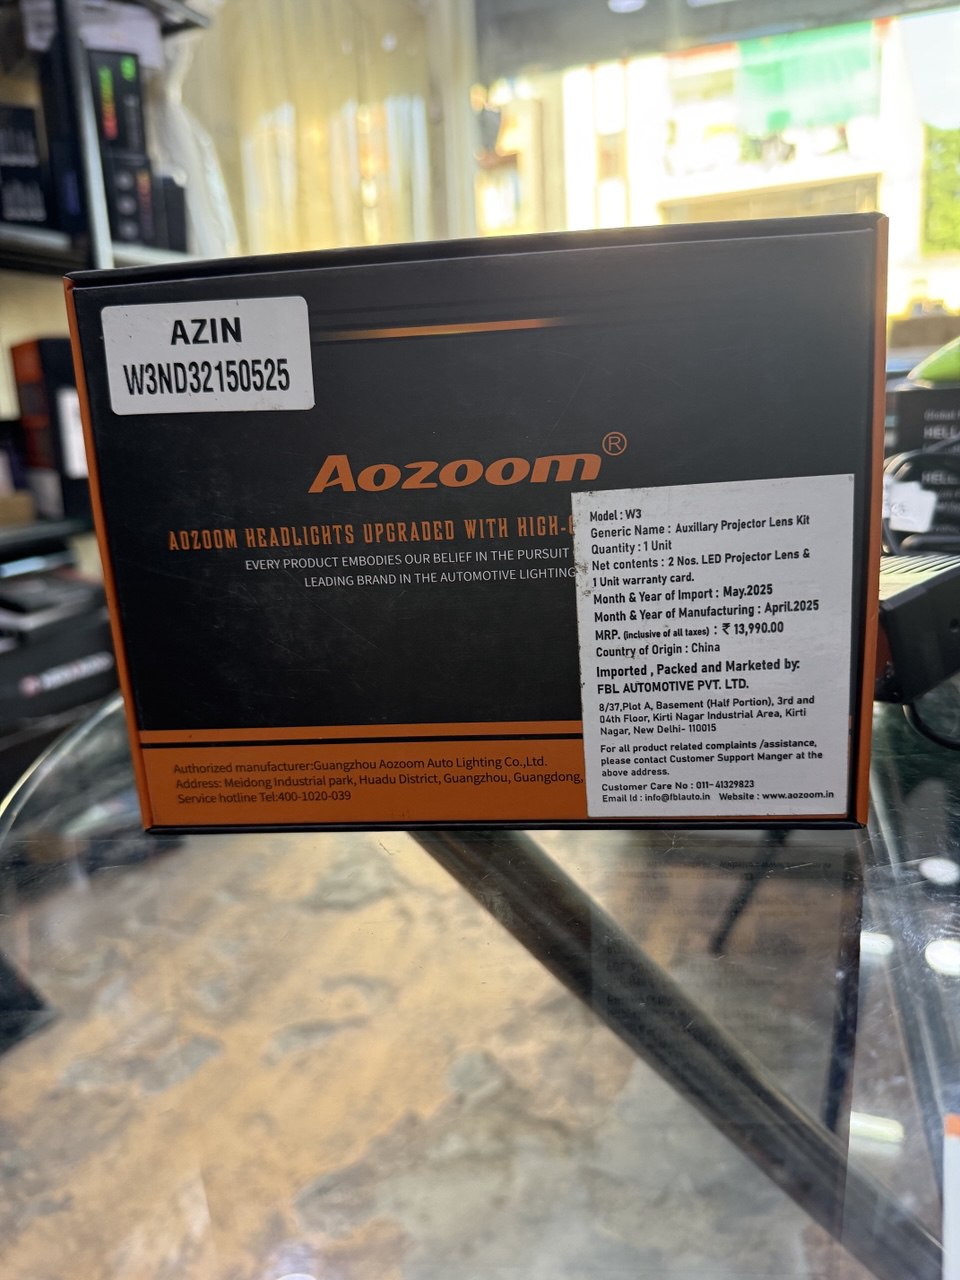 AZIN
W3ND32150525
Aozoom®
AOZOOM HEADLIGHTS UPGRADED WITH HIGH-
EVERY PRODUCT EMBODIES OUR BELIEF IN THE PURSUIT
LEADING BRAND IN THE AUTOMOTIVE LIGHTING
Authorized manufacturer:Guangzhou Aozoom Auto Lighting Co.,Ltd.
Address: Meidong Industrial park, Huadu District, Guangzhou, Guangdong,
Service hotline Tel:400-1020-039
Model : W3
Generic Name : Auxillary Projector Lens Kit
Quantity : 1 Unit
Net contents : 2 Nos. LED Projector Lens &
1 Unit warranty card.
Month & Year of Import : May.2025
Month & Year of Manufacturing : April.2025
MRP. (inclusive of all taxes) : ₹ 13,990.00
Country of Origin : China
Imported , Packed and Marketed by:
FBL AUTOMOTIVE PVT. LTD.
8/37,Plot A, Basement (Half Portion), 3rd and
04th Floor, Kirti Nagar Industrial Area, Kirti
Nagar, New Delhi- 110015
For all product related complaints /assistance,
please contact Customer Support Manger at the
above address.
Customer Care No : 011-41329823
Email Id : info@fblauto.in Website : www.aozoom.in